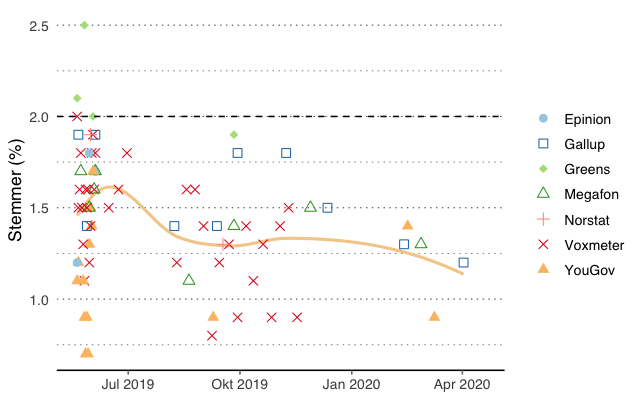 2.5
2.0
1.5
1.0
Stemmer (%)
Jul 2019
Okt 2019
Jan 2020
Apr 2020
Epinion
Gallup
Greens
Megafon
Norstat
Voxmeter
YouGov